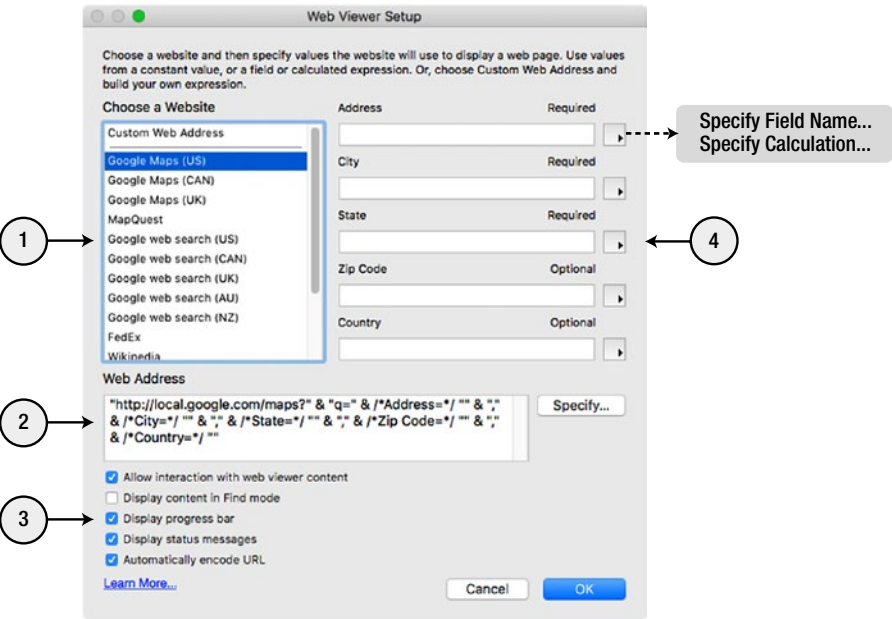 Web Viewer Setup
Choose a website and then specify values the website will use to display a web page. Use values
from a constant value, or a field or calculated expression. Or, choose Custom Web Address and
build your own expression.
Choose a Website
Custom Web Address
Google Maps (US)
Google Maps (CAN)
Google Maps (UK)
MapQuest
Google web search (US)
Google web search (CAN)
Google web search (UK)
Google web search (AU)
Google web search (NZ)
FedEx
Wikipedia
Address Required
City Required
State Required
Zip Code Optional
Country Optional
Specify Field Name...
Specify Calculation...
1
4
Web Address
"http://local.google.com/maps?" & "q=" & /*Address=*/ "" & ","
& /*City=*/ "" & "," & /*State=*/ "" & "," & /*Zip Code=*/ "" & ","
& /*Country=*/ ""
Specify...
2
Allow interaction with web viewer content
Display content in Find mode
Display progress bar
Display status messages
Automatically encode URL
3
Learn More...
Cancel
OK